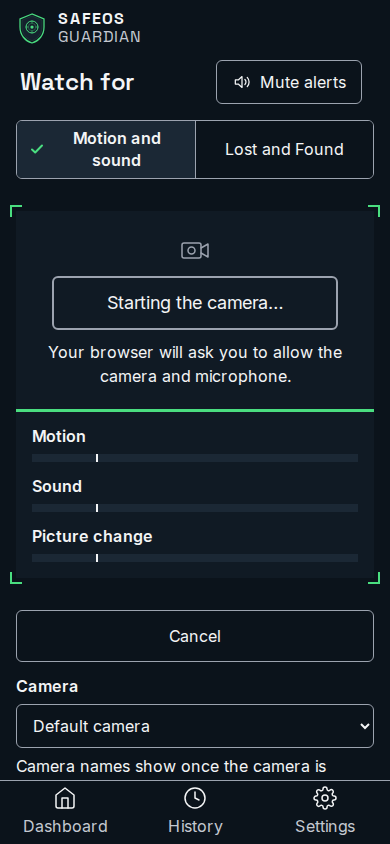 SAFEOS
GUARDIAN
Watch for
Mute alerts
Motion and
sound
Lost and Found
Starting the camera...
Your browser will ask you to allow the
camera and microphone.
Motion
Sound
Picture change
Cancel
Camera
Default camera
Camera names show once the camera is
Dashboard
History
Settings